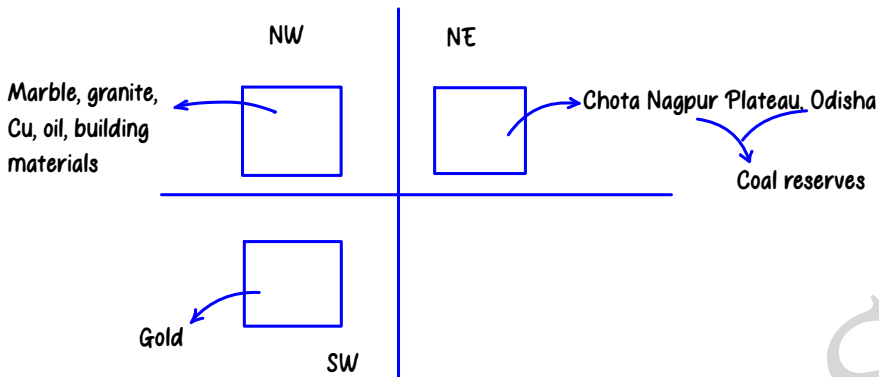 NW
NE
Marble, granite,
Cu, oil, building
materials
Chota Nagpur Plateau, Odisha
Coal reserves
Gold
SW